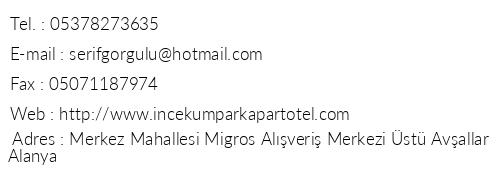 Tel. : 05378273635
E-mail : serifgorgulu@hotmail.com
Fax : 05071187974
Web : http://www.incekumparkapartotel.com
Adres : Merkez Mahallesi Migros Alışveriş Merkezi Üstü Avşallar
Alanya